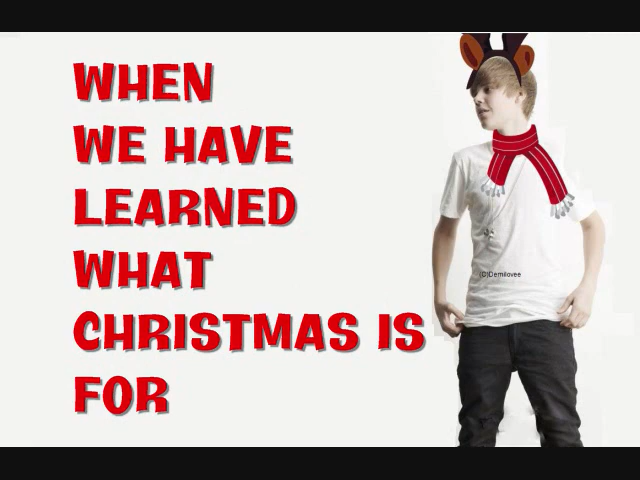 WHEN
WE HAVE
LEARNED
WHAT
CHRISTMAS IS
FOR
(C)Demilovee